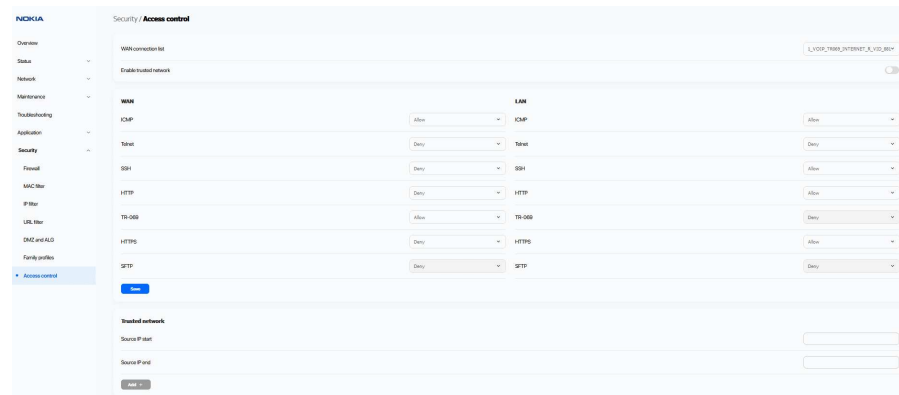 NOKIA
Security / Access control
Overview
Status
Network
Maintenance
Troubleshooting
Application
Security
Firewall
MAC filter
IP filter
URL filter
DMZ and ALG
Family profiles
Access control
WAN connection list
1_VOIP_TR069_INTERNET_R_VID_881
Enable trusted network
WAN LAN
ICMP Allow ICMP Allow
Telnet Deny Telnet Deny
SSH Deny SSH Allow
HTTP Deny HTTP Allow
TR-069 Allow TR-069 Deny
HTTPS Deny HTTPS Allow
SFTP Deny SFTP Deny
Save
Trusted network
Source IP start
Source IP end
Add